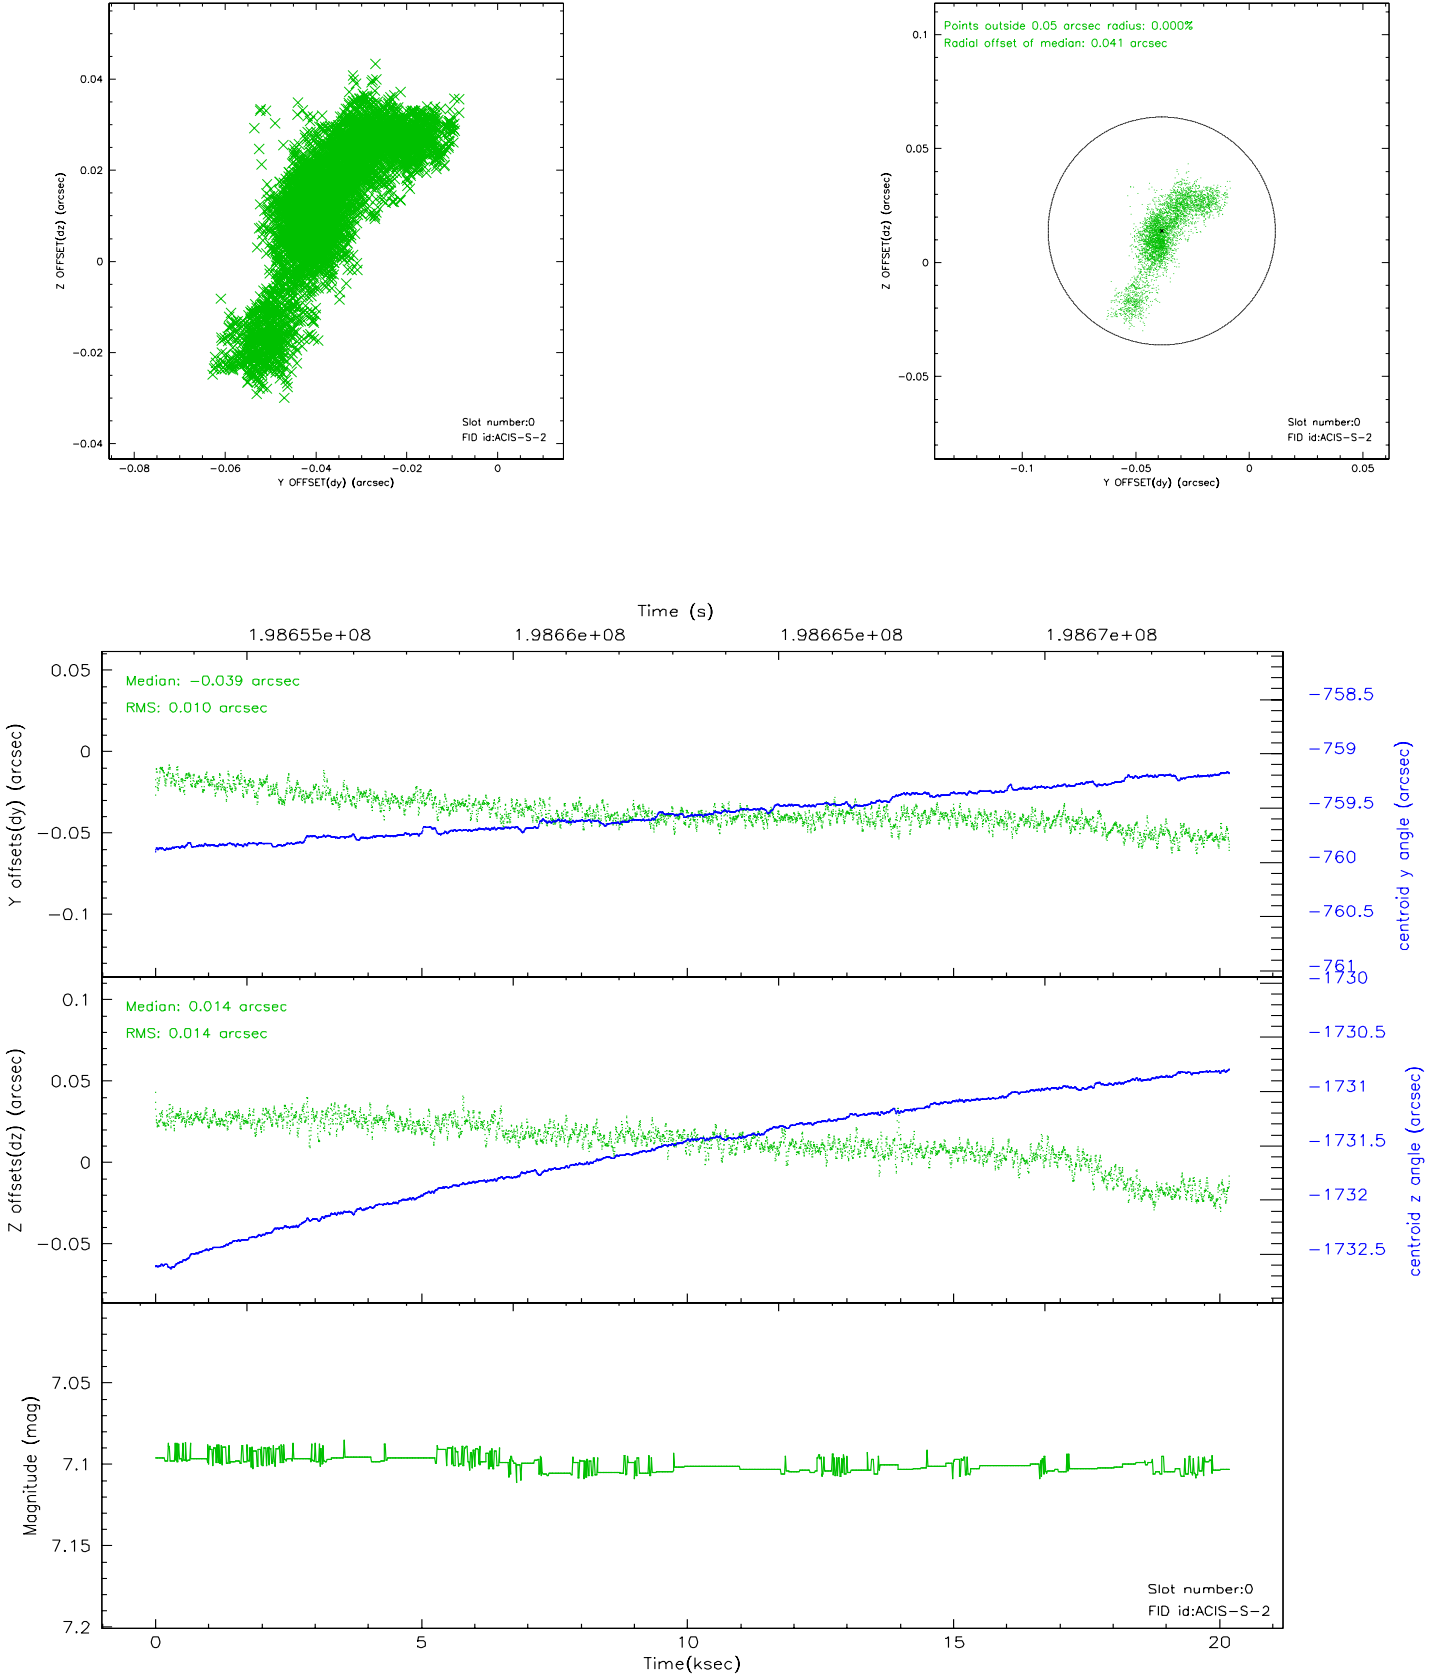 0.04
0.02
0
−0.02
−0.04
Z OFFSET(dz) (arcsec)
Slot number:0
FID id:ACIS−S−2
−0.08 −0.06 −0.04 −0.02 0
Y OFFSET(dy) (arcsec)
Points outside 0.05 arcsec radius: 0.000%
Radial offset of median: 0.041 arcsec
0.1
0.05
0
−0.05
Z OFFSET(dz) (arcsec)
Slot number:0
FID id:ACIS−S−2
−0.1 −0.05 0 0.05
Y OFFSET(dy) (arcsec)
Time (s)
1.98655e+08 1.9866e+08 1.98665e+08 1.9867e+08
Median: −0.039 arcsec
RMS: 0.010 arcsec
0.05
0
−0.05
−0.1
Y offsets(dy) (arcsec)
−758.5
−759
−759.5
−760
−760.5
−761
centroid y angle (arcsec)
Median: 0.014 arcsec
RMS: 0.014 arcsec
0.1
0.05
0
−0.05
Z offsets(dz) (arcsec)
−1730
−1730.5
−1731
−1731.5
−1732
−1732.5
centroid z angle (arcsec)
7.05
7.1
7.15
7.2
Magnitude (mag)
Slot number:0
FID id:ACIS−S−2
0 5 10 15 20
Time(ksec)